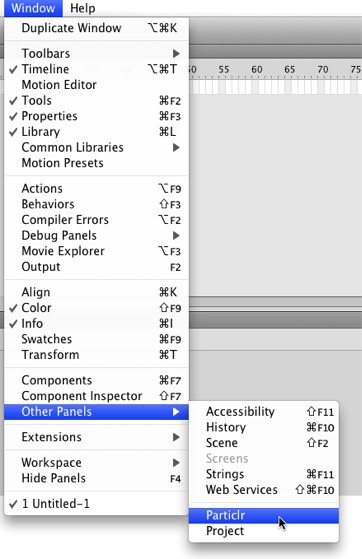 Window Help
Duplicate Window ⌥⌘K
Toolbars ▶
✓ Timeline ⌥⌘T
50 55 60 65 70 75
Motion Editor
✓ Tools ⌘F2
✓ Properties ⌘F3
✓ Library ⌘L
Common Libraries ▶
Motion Presets
Actions ⌥F9
Behaviors ⇧F3
Compiler Errors ⌥F2
Debug Panels ▶
Movie Explorer ⌥F3
Output F2
Align ⌘K
✓ Color ⇧F9
✓ Info ⌘I
Swatches ⌘F9
Transform ⌘T
Components ⌘F7
Component Inspector ⇧F7
Other Panels ▶
Extensions ▶
Workspace ▶
Hide Panels F4
✓ 1 Untitled-1
Accessibility ⇧F11
History ⌘F10
Scene ⇧F2
Screens
Strings ⌘F11
Web Services ⇧⌘F10
Particlr
Project